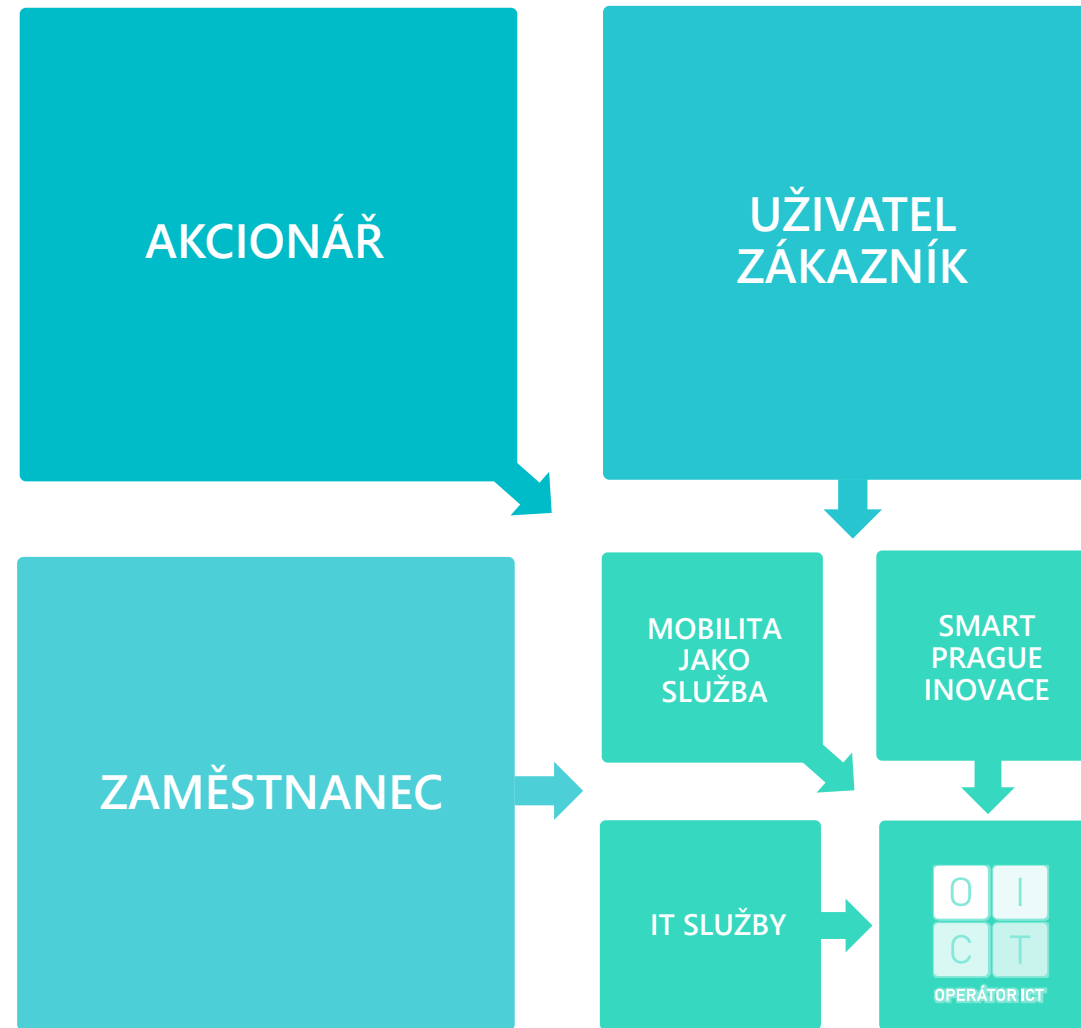 AKCIONÁŘ
UŽIVATEL
ZÁKAZNÍK
ZAMĚSTNANEC
MOBILITA
JAKO
SLUŽBA
SMART
PRAGUE
INOVACE
IT SLUŽBY
O I
C T
OPERÁTOR ICT